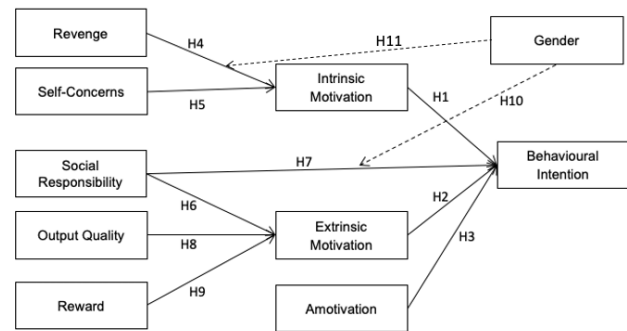 Revenge
H4
H11
Gender
Self-Concerns
H5
Intrinsic
Motivation
H1
H10
Social
Responsibility
H7
Behavioural
Intention
H6
H2
Output Quality
H8
Extrinsic
Motivation
H3
Reward
H9
Amotivation